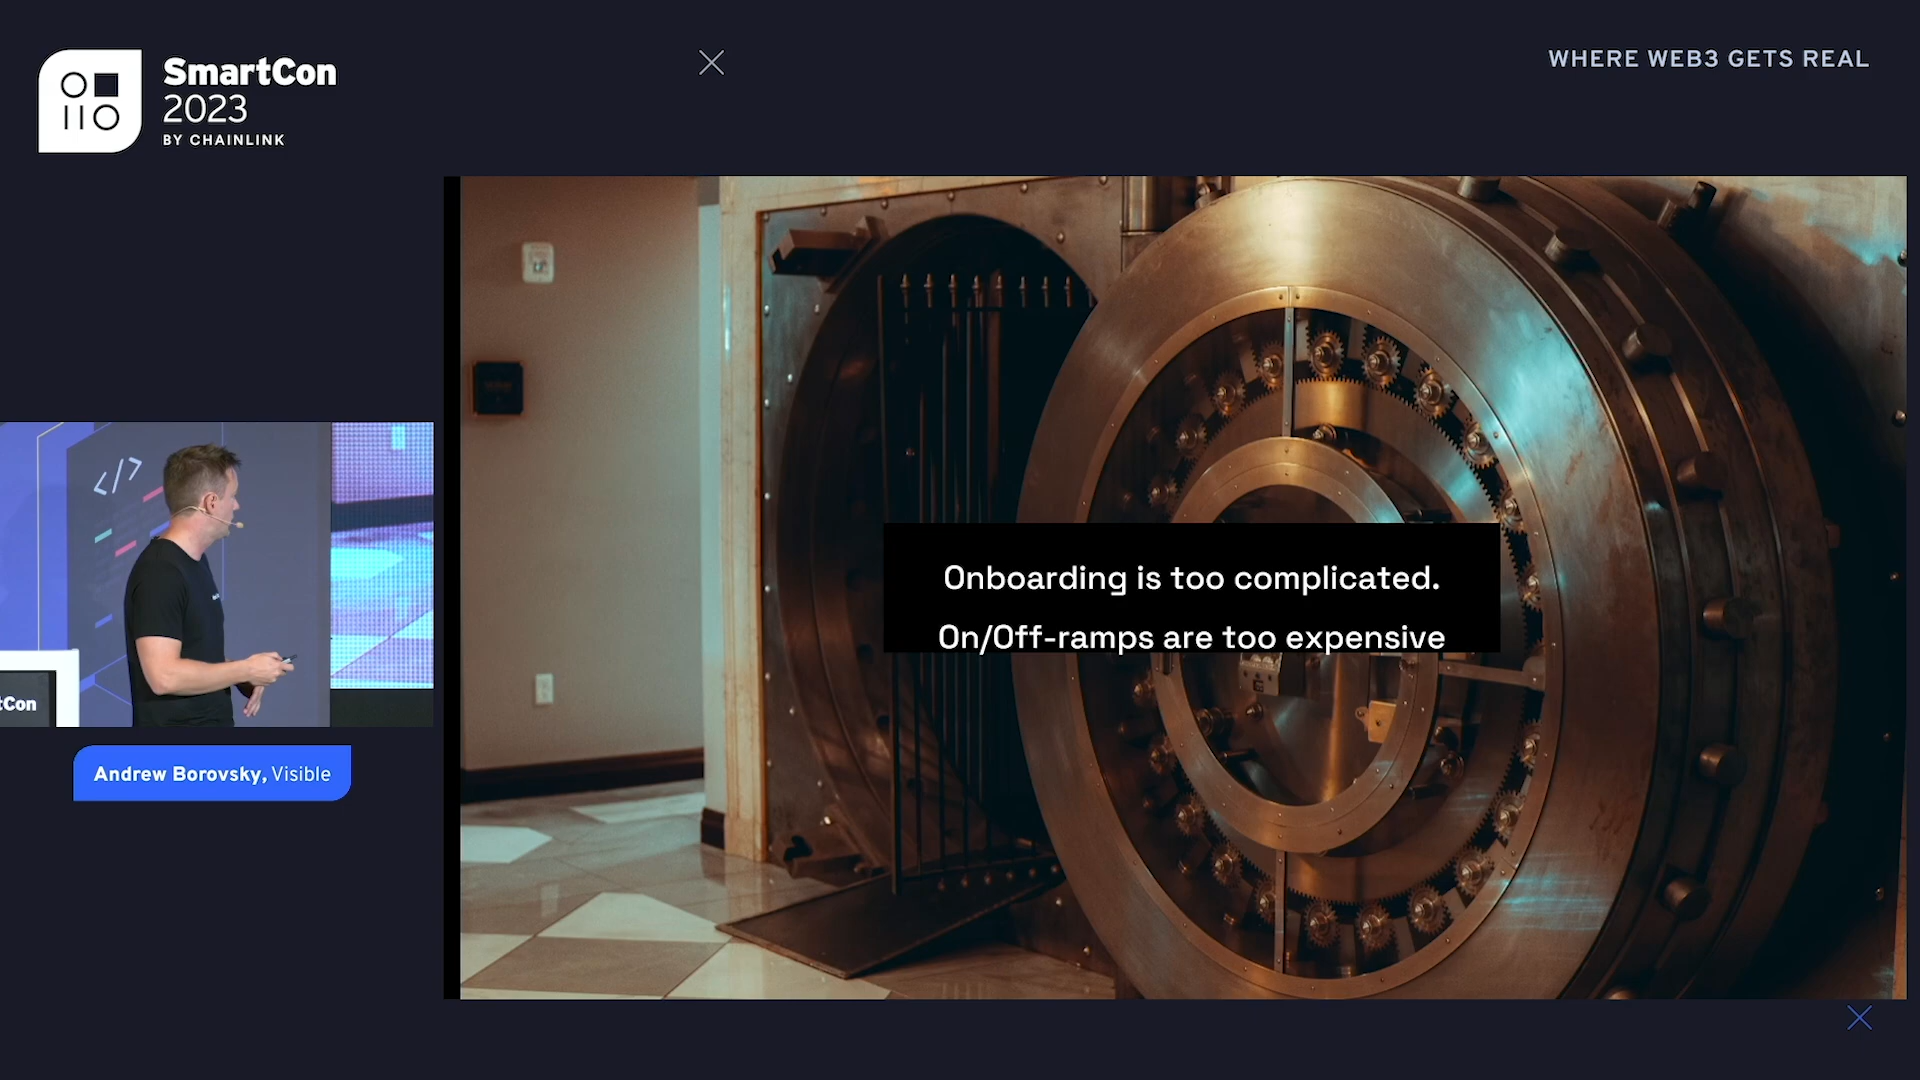 SmartCon
2023
BY CHAINLINK
WHERE WEB3 GETS REAL
Onboarding is too complicated.
On/Off-ramps are too expensive
</>
tCon
Andrew Borovsky, Visible